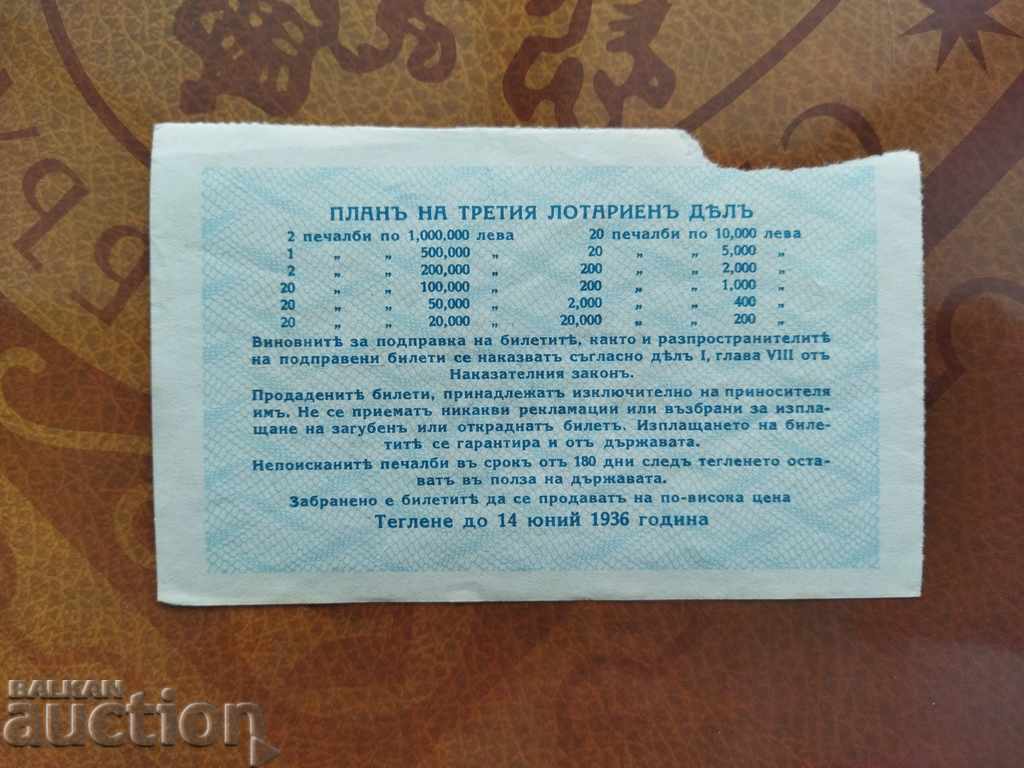 ПЛАНЪ НА ТРЕТИЯ ЛОТАРИЕНЪ ДѢЛЪ
2 печалби по 1,000,000 лева 20 печалби по 10,000 лева
1 „ „ 500,000 „ 20 „ „ 5,000 „
2 „ „ 200,000 „ 200 „ „ 2,000 „
20 „ „ 100,000 „ 200 „ „ 1,000 „
20 „ „ 50,000 „ 2,000 „ „ 400 „
20 „ „ 20,000 „ 20,000 „ „ 200 „
Виновнитѣ за подправка на билетитѣ, както и разпространителитѣ
на подправени билети се наказватъ съгласно дѣлъ I, глава VIII отъ
Наказателния законъ.
Продаденитѣ билети, принадлежатъ изключително на приносителя
имъ. Не се приематъ никакви рекламации или възбрани за изпла-
щане на загубенъ или откраднатъ билетъ. Изплащането на биле-
титѣ се гарантира и отъ държавата.
Непоисканитѣ печалби въ срокъ отъ 180 дни следъ тегленето оста-
ватъ въ полза на държавата.
Забранено е билетитѣ да се продаватъ на по-висока цена
Теглене до 14 юний 1936 година
BALKAN
auction